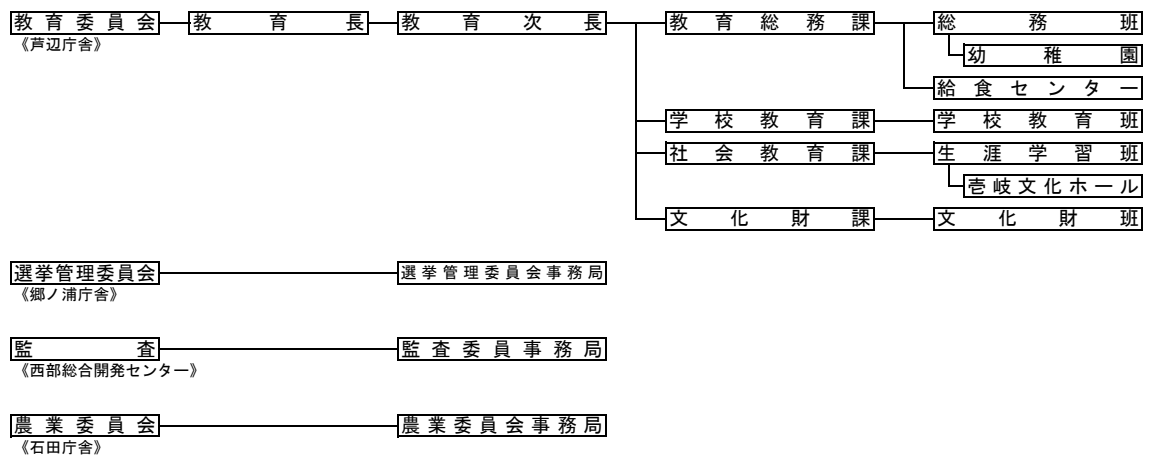 教育委員会 教育長 教育次長 教育総務課 総務班
《芦辺庁舎》
幼稚園
給食センター
学校教育課 学校教育班
社会教育課 生涯学習班
壱岐文化ホール
文化財課 文化財班
選挙管理委員会 選挙管理委員会事務局
《郷ノ浦庁舎》
監査 監査委員事務局
《西部総合開発センター》
農業委員会 農業委員会事務局
《石田庁舎》